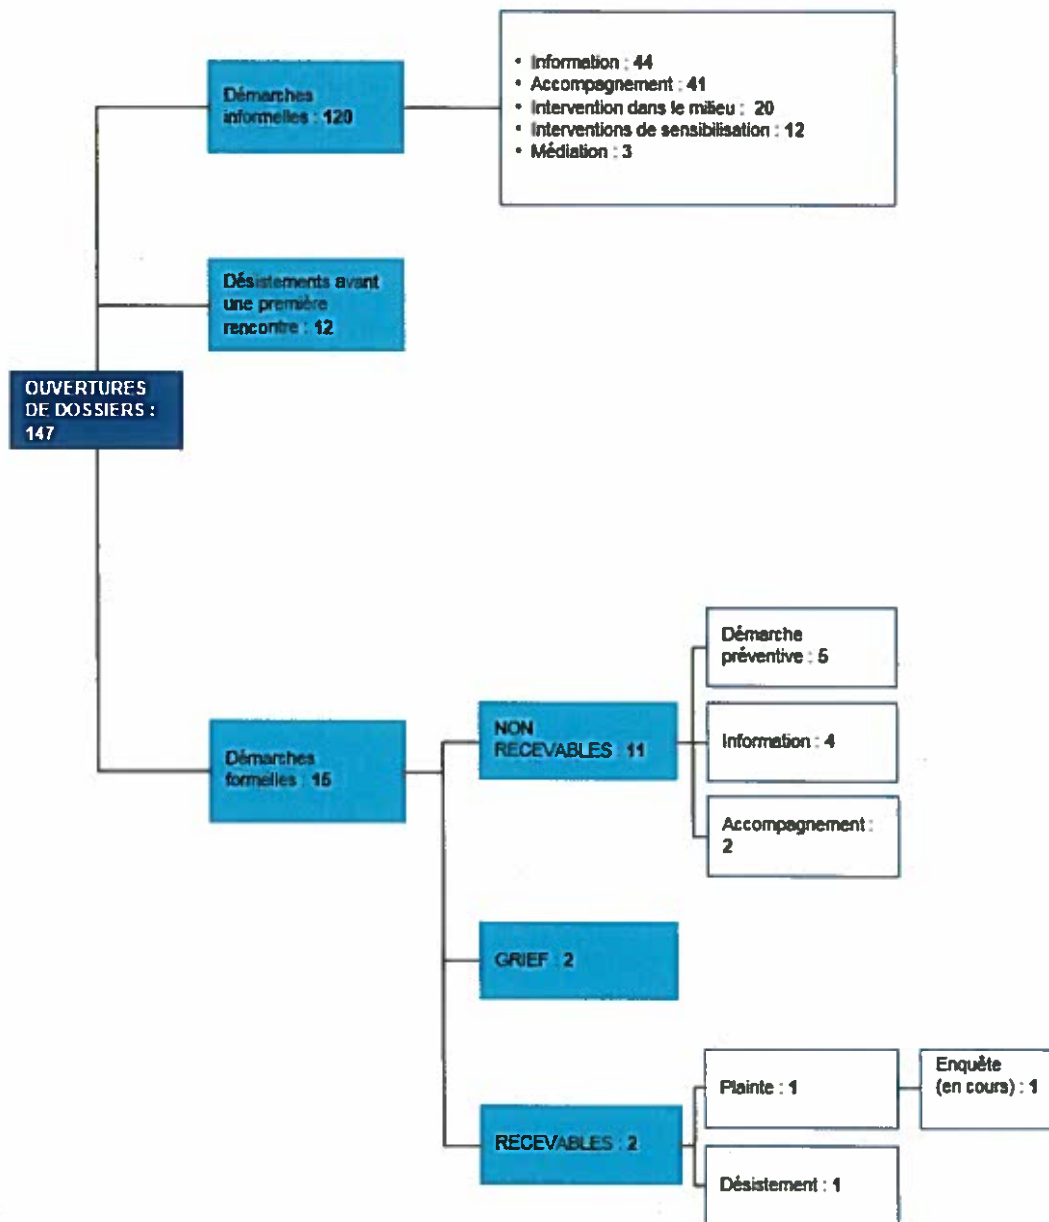 • Information : 44
• Accompagnement : 41
• Intervention dans le milieu : 20
• Interventions de sensibilisation : 12
• Médiation : 3
Démarches
informelles : 120
Désistements avant
une première
rencontre : 12
OUVERTURES
DE DOSSIERS :
147
Démarches
formelles : 15
NON
RECEVABLES : 11
Démarche
préventive : 5
Information : 4
Accompagnement :
2
GRIEF : 2
RECEVABLES : 2
Plainte : 1
Enquête
(en cours) : 1
Désistement : 1